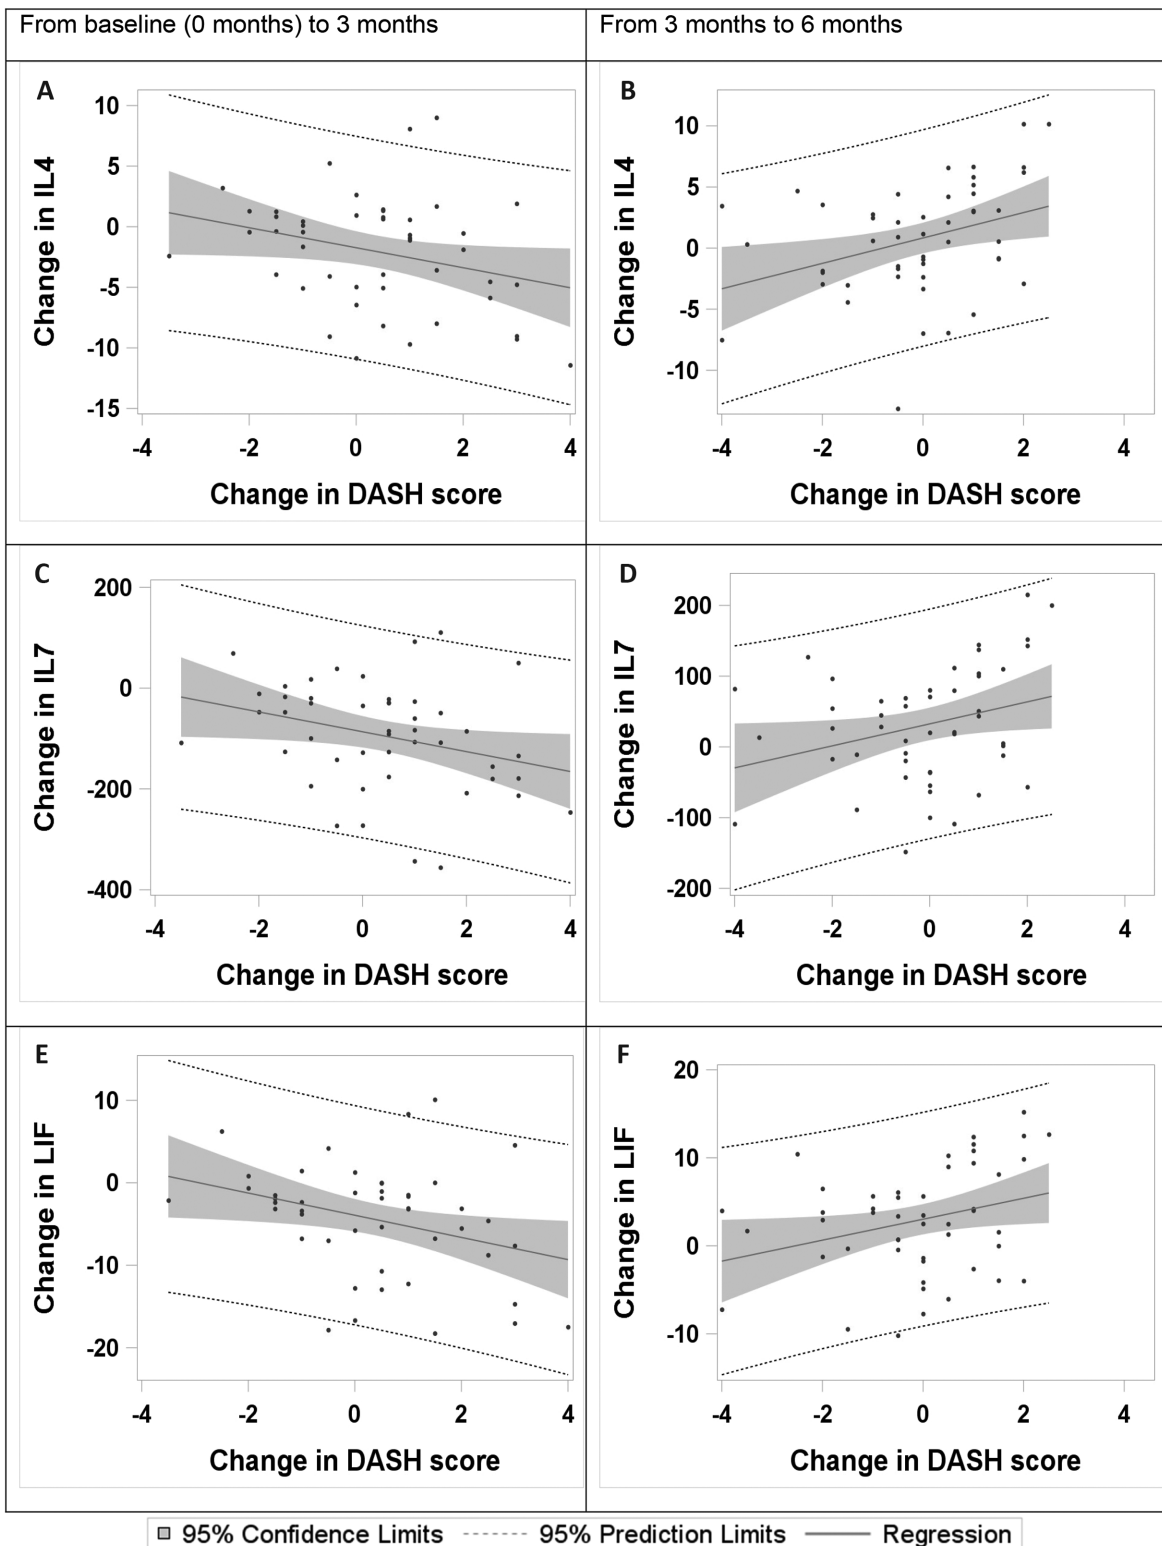 From baseline (0 months) to 3 months
From 3 months to 6 months
A
Change in IL4
10
5
0
-5
-10
-15
-4 -2 0 2 4
Change in DASH score
B
Change in IL4
10
5
0
-5
-10
-4 -2 0 2 4
Change in DASH score
C
Change in IL7
200
0
-200
-400
-4 -2 0 2 4
Change in DASH score
D
Change in IL7
200
100
0
-100
-200
-4 -2 0 2 4
Change in DASH score
E
Change in LIF
10
0
-10
-20
-4 -2 0 2 4
Change in DASH score
F
Change in LIF
20
10
0
-10
-4 -2 0 2 4
Change in DASH score
95% Confidence Limits 95% Prediction Limits Regression